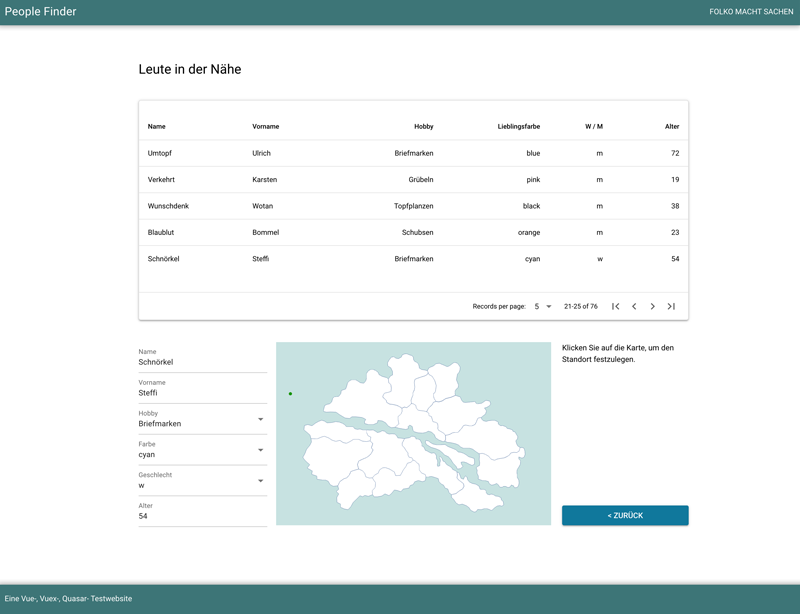 People Finder
FOLKO MACHT SACHEN
Leute in der Nähe
Name Vorname Hobby Lieblingsfarbe W / M Alter
Umtopf Ulrich Briefmarken blue m 72
Verkehrt Karsten Grübeln pink m 19
Wunschdenk Wotan Topfplanzen black m 38
Blaublut Bommel Schubsen orange m 23
Schnörkel Steffi Briefmarken cyan w 54
Records per page: 5 21-25 of 76
Name
Schnörkel
Vorname
Steffi
Hobby
Briefmarken
Farbe
cyan
Geschlecht
w
Alter
54
Klicken Sie auf die Karte, um den
Standort festzulegen.
< ZURÜCK
Eine Vue-, Vuex-, Quasar- Testwebsite